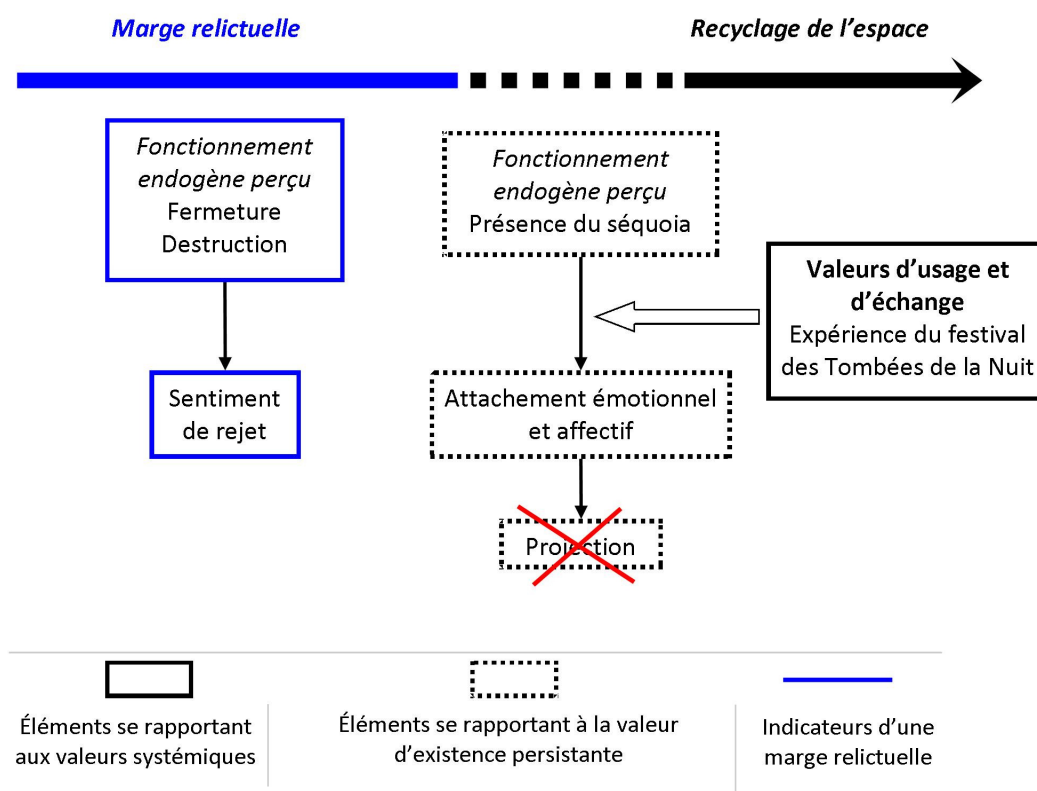 Marge relictuelle
Recyclage de l'espace
Fonctionnement
endogène perçu
Fermeture
Destruction
Sentiment
de rejet
Fonctionnement
endogène perçu
Présence du séquoia
Valeurs d'usage et
d'échange
Expérience du festival
des Tombées de la Nuit
Attachement émotionnel
et affectif
Projection
Éléments se rapportant
aux valeurs systémiques
Éléments se rapportant à la valeur
d'existence persistante
Indicateurs d'une
marge relictuelle